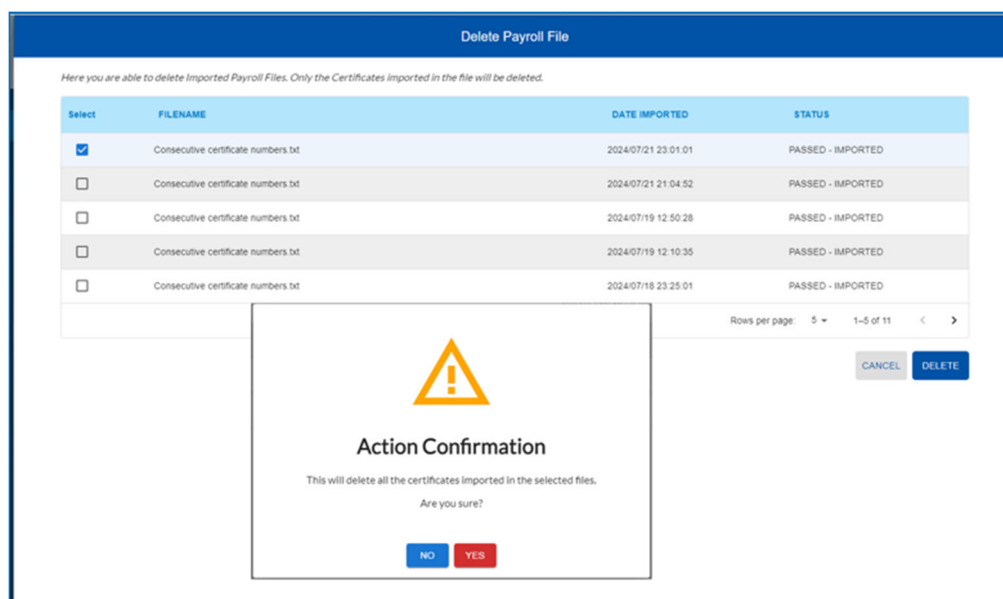 Delete Payroll File
Here you are able to delete Imported Payroll Files. Only the Certificates imported in the file will be deleted.
Select FILENAME DATE IMPORTED STATUS
Consecutive certificate numbers.txt 2024/07/21 23:01:01 PASSED - IMPORTED
Consecutive certificate numbers.txt 2024/07/21 21:04:52 PASSED - IMPORTED
Consecutive certificate numbers.txt 2024/07/19 12:50:28 PASSED - IMPORTED
Consecutive certificate numbers.txt 2024/07/19 12:10:35 PASSED - IMPORTED
Consecutive certificate numbers.txt 2024/07/18 23:25:01 PASSED - IMPORTED
Rows per page: 5 1–5 of 11
CANCEL DELETE
Action Confirmation
This will delete all the certificates imported in the selected files.
Are you sure?
NO YES